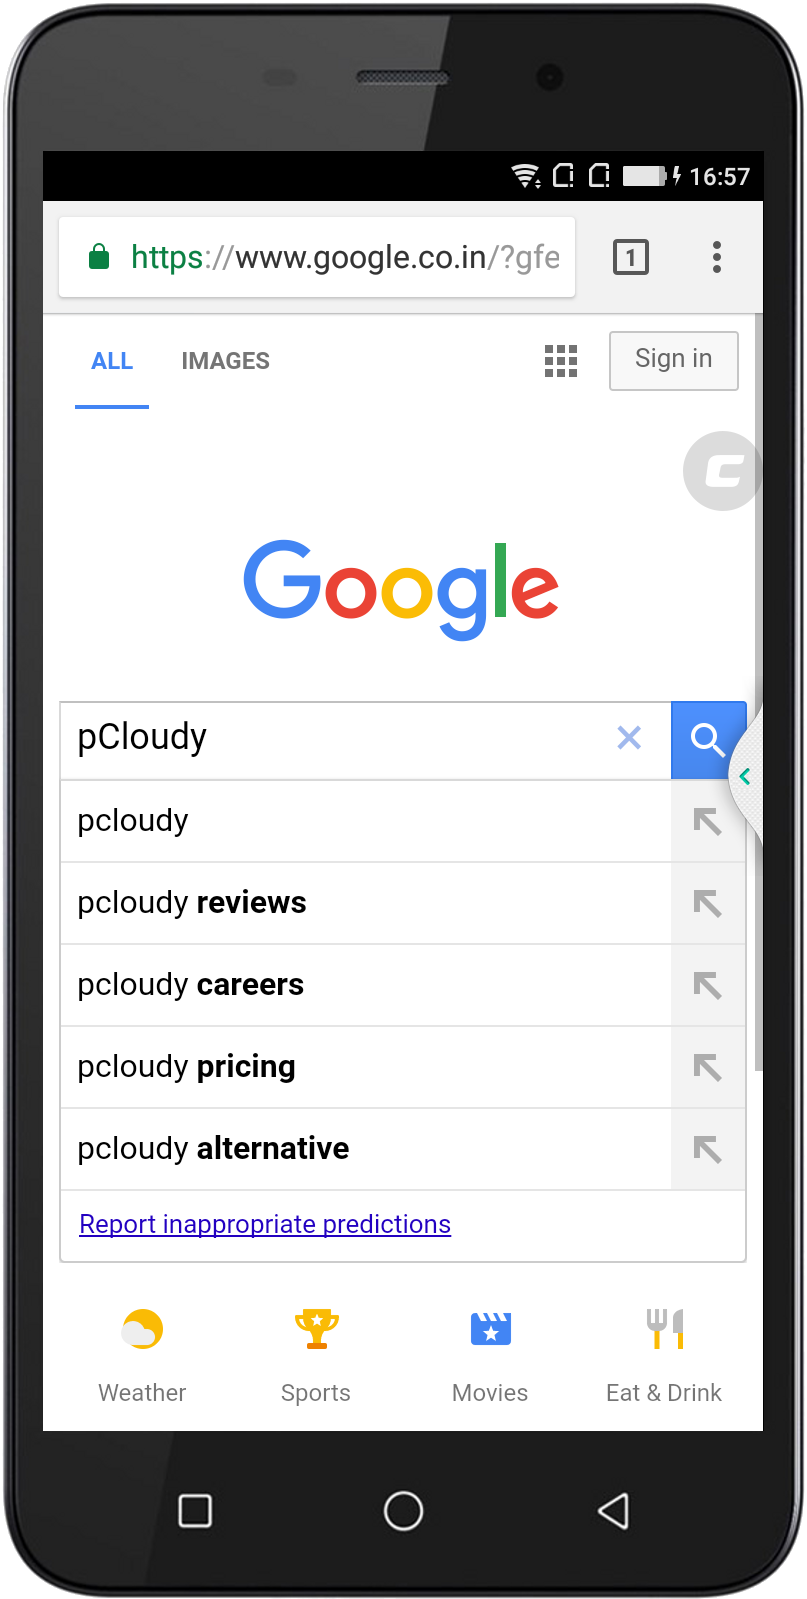 16:57
https://www.google.co.in/?gfe
1
ALL IMAGES Sign in
Google
pCloudy
pcloudy
pcloudy reviews
pcloudy careers
pcloudy pricing
pcloudy alternative
Report inappropriate predictions
Weather Sports Movies Eat & Drink